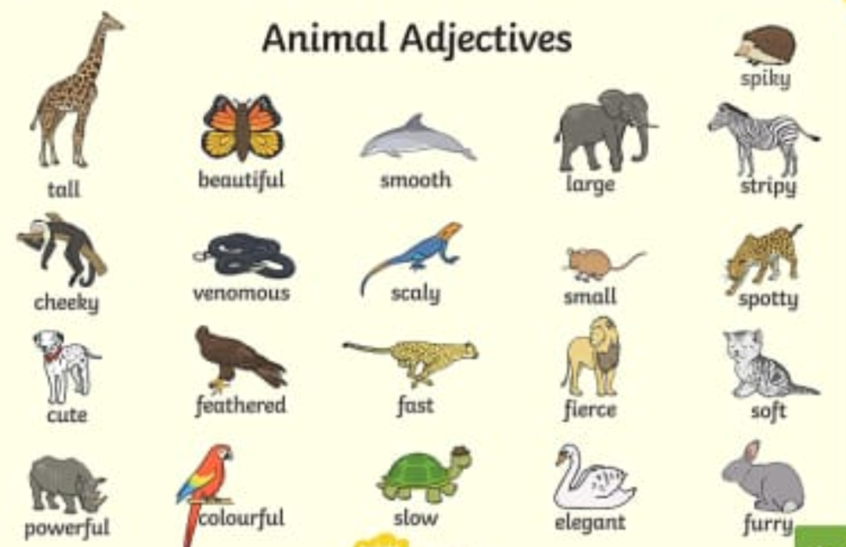 Animal Adjectives
spiky
tall
beautiful
smooth
large
stripy
cheeky
venomous
scaly
small
spotty
cute
feathered
fast
fierce
soft
powerful
colourful
slow
elegant
furry